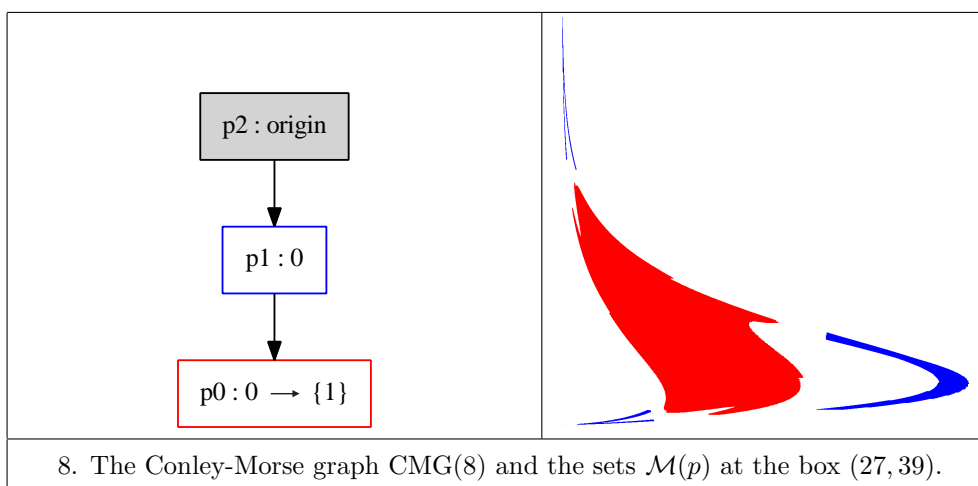 p2 : origin
p1 : 0
p0 : 0 → {1}
8. The Conley-Morse graph CMG(8) and the sets ℳ(p) at the box (27, 39).